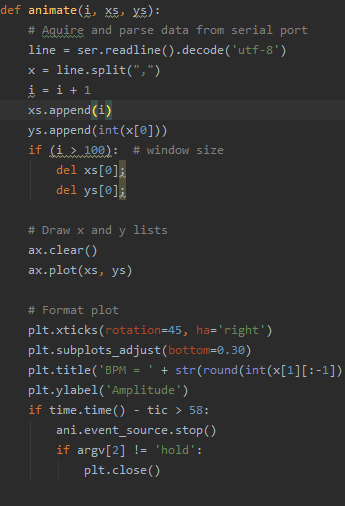 def animate(i, xs, ys):
    # Aquire and parse data from serial port
    line = ser.readline().decode('utf-8')
    x = line.split(",")
    i = i + 1
    xs.append(i)
    ys.append(int(x[0]))
    if (i > 100):  # window size
        del xs[0];
        del ys[0];
    # Draw x and y lists
    ax.clear()
    ax.plot(xs, ys)
    # Format plot
    plt.xticks(rotation=45, ha='right')
    plt.subplots_adjust(bottom=0.30)
    plt.title('BPM = ' + str(round(int(x[1][:-1])
    plt.ylabel('Amplitude')
    if time.time() - tic > 58:
        ani.event_source.stop()
        if argv[2] != 'hold':
            plt.close()